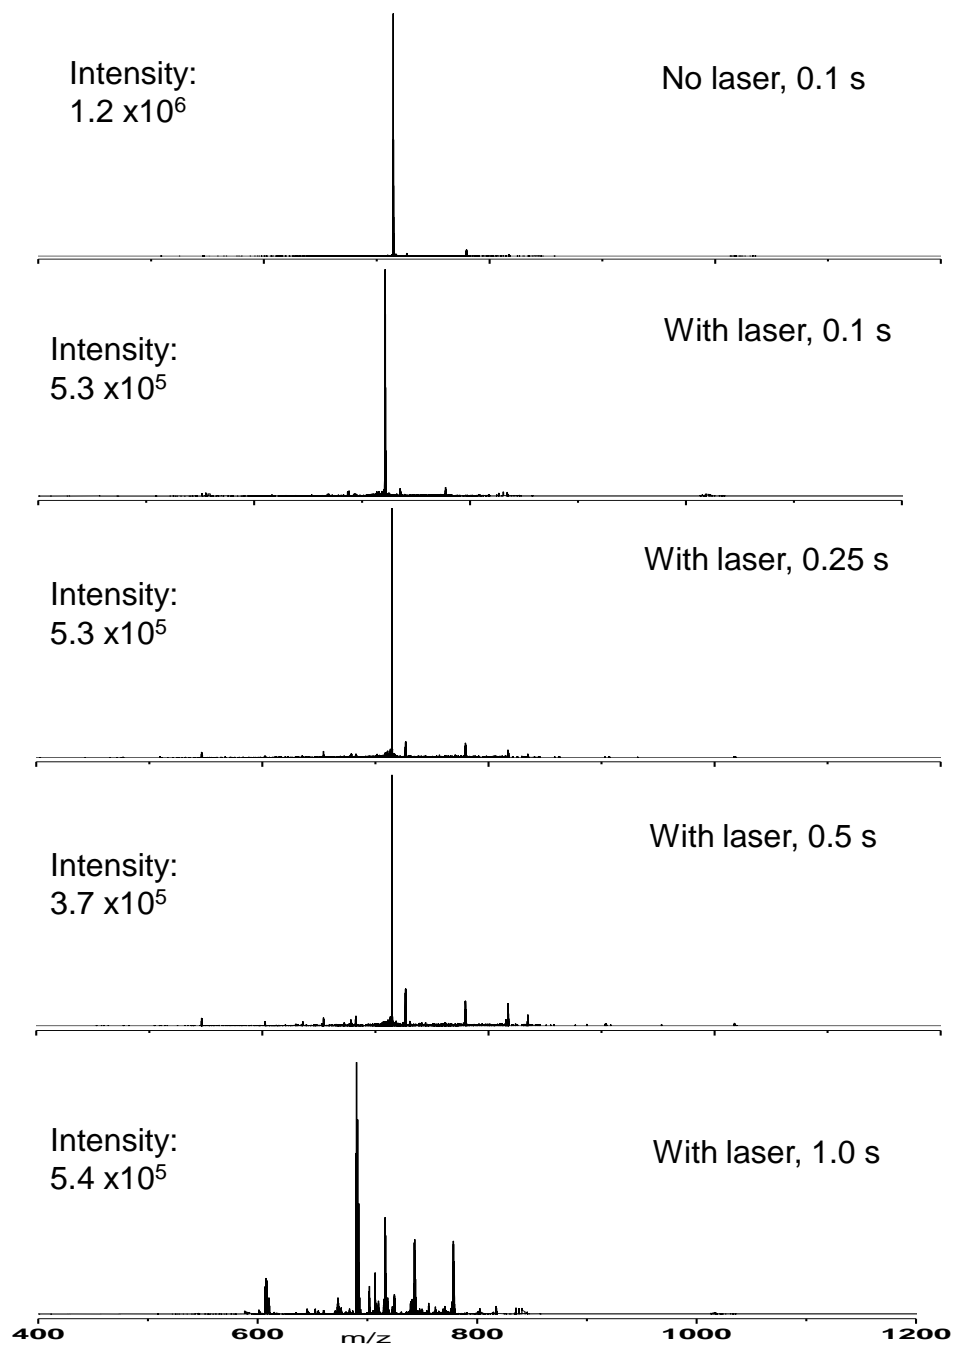 Intensity:
1.2 x10⁶
No laser, 0.1 s
Intensity:
5.3 x10⁵
With laser, 0.1 s
Intensity:
5.3 x10⁵
With laser, 0.25 s
Intensity:
3.7 x10⁵
With laser, 0.5 s
Intensity:
5.4 x10⁵
With laser, 1.0 s
400 600 800 1000 1200
m/z